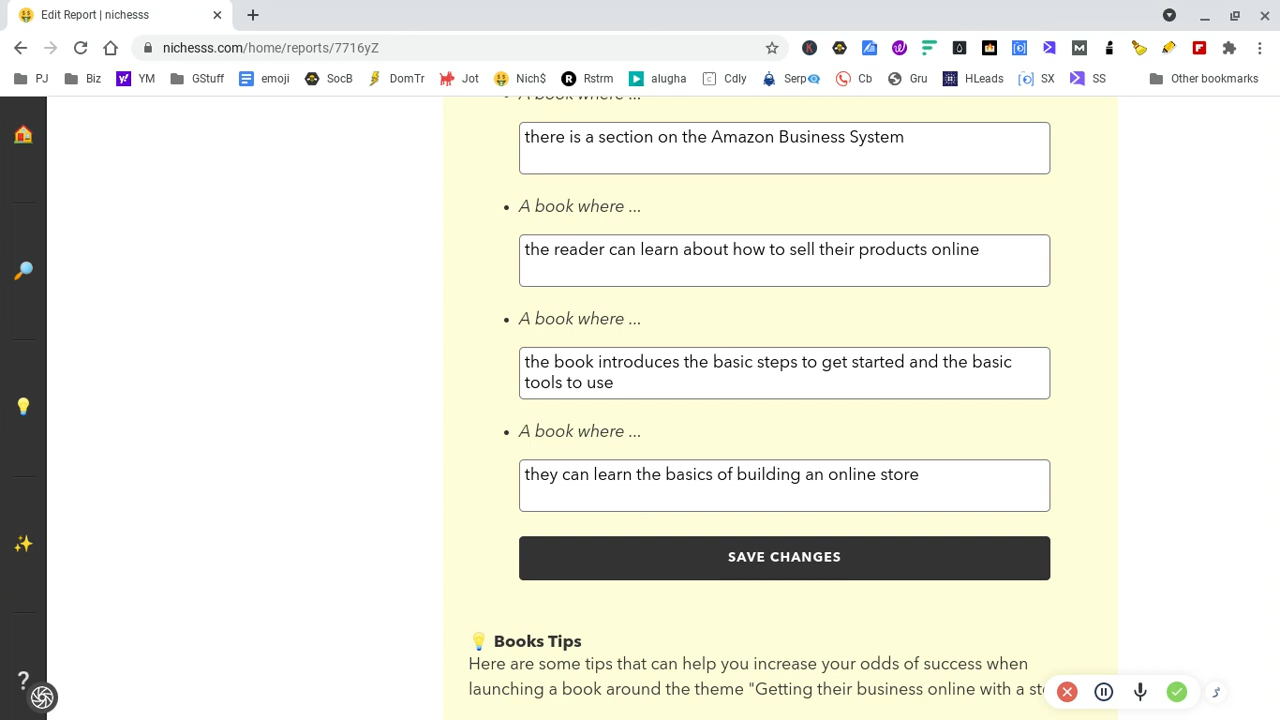 Edit Report | nichesss
nichesss.com/home/reports/7716yZ
PJ Biz YM GStuff emoji SocB DomTr Jot Nich$ Rstrm alugha Cdly Serp Cb Gru HLeads SX SS Other bookmarks
A book where ...
there is a section on the Amazon Business System
A book where ...
the reader can learn about how to sell their products online
A book where ...
the book introduces the basic steps to get started and the basic
tools to use
A book where ...
they can learn the basics of building an online store
SAVE CHANGES
Books Tips
Here are some tips that can help you increase your odds of success when
launching a book around the theme "Getting their business online with a